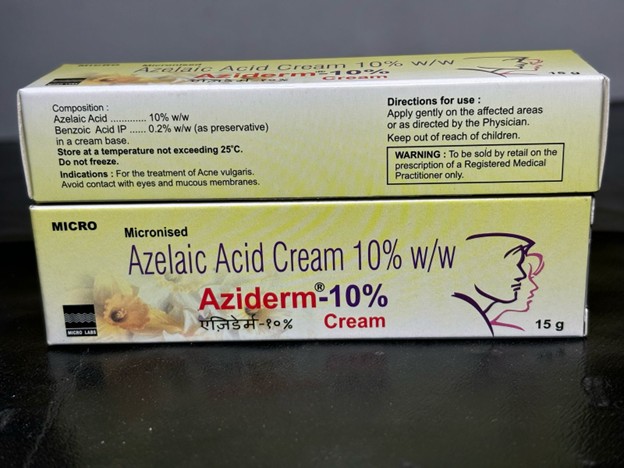 MICRO
Micronised
Azelaic Acid Cream 10% w/w
Aziderm®-10%
Cream
15 g
Composition :
Azelaic Acid ............. 10% w/w
Benzoic Acid IP ...... 0.2% w/w (as preservative)
in a cream base.
Store at a temperature not exceeding 25°C.
Do not freeze.
Indications : For the treatment of Acne vulgaris.
Avoid contact with eyes and mucous membranes.
Directions for use :
Apply gently on the affected areas
or as directed by the Physician.
Keep out of reach of children.
WARNING : To be sold by retail on the
prescription of a Registered Medical
Practitioner only.
MICRO
Micronised
Azelaic Acid Cream 10% w/w
Aziderm®-10%
एज़िडेर्म-१०%
Cream
MICRO LABS
15 g